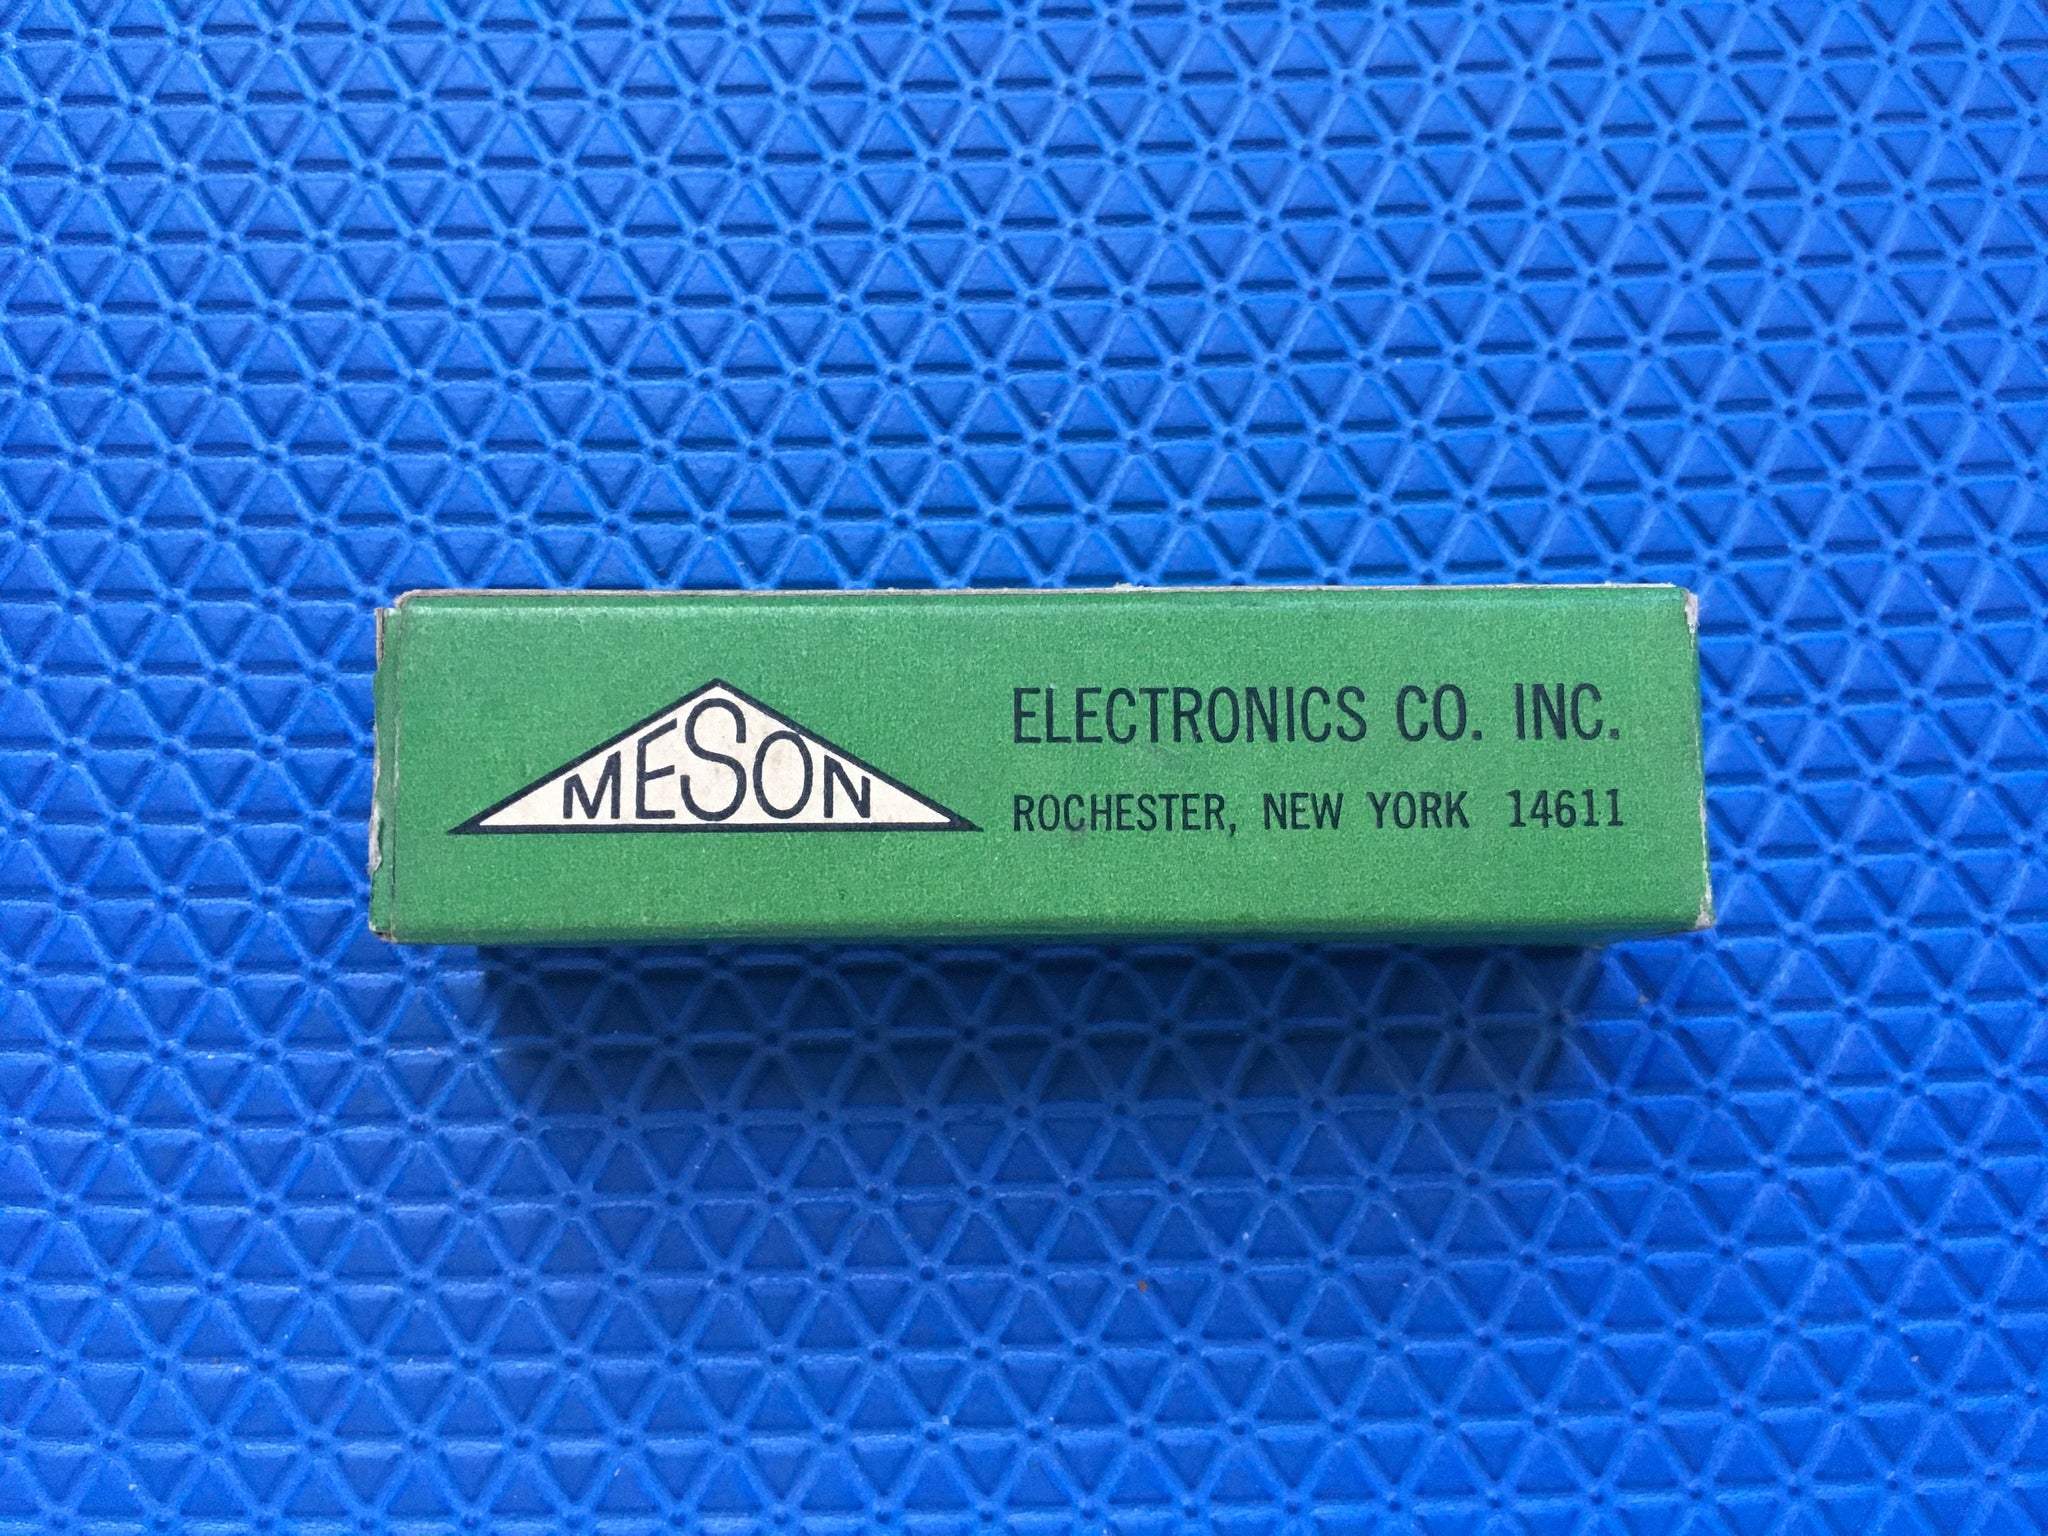 MESON
ELECTRONICS CO. INC.
ROCHESTER, NEW YORK 14611